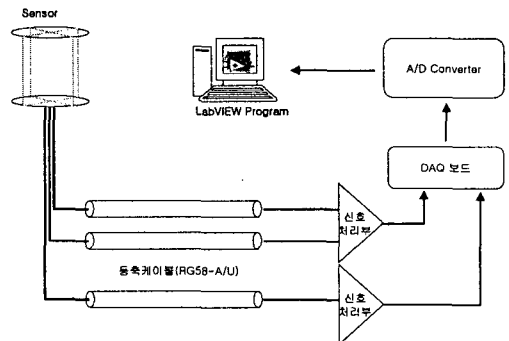 Sensor
A/D Converter
LabVIEW Program
DAQ 보드
신호
처리부
동축케이블(RG58-A/U)
신호
처리부